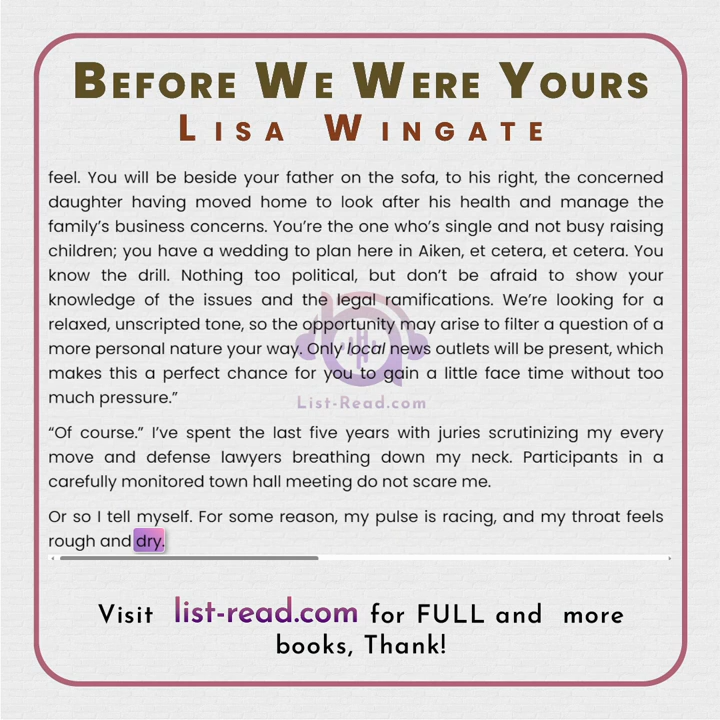 BEFORE WE WERE YOURS
LISA WINGATE
feel. You will be beside your father on the sofa, to his right, the concerned
daughter having moved home to look after his health and manage the
family’s business concerns. You’re the one who’s single and not busy raising
children; you have a wedding to plan here in Aiken, et cetera, et cetera. You
know the drill. Nothing too political, but don’t be afraid to show your
knowledge of the issues and the legal ramifications. We’re looking for a
relaxed, unscripted tone, so the opportunity may arise to filter a question of a
more personal nature your way. Only local news outlets will be present, which
makes this a perfect chance for you to gain a little face time without too
much pressure.”
List-Read.com
“Of course.” I’ve spent the last five years with juries scrutinizing my every
move and defense lawyers breathing down my neck. Participants in a
carefully monitored town hall meeting do not scare me.
Or so I tell myself. For some reason, my pulse is racing, and my throat feels
rough and dry.
Visit list-read.com for FULL and more
books, Thank!